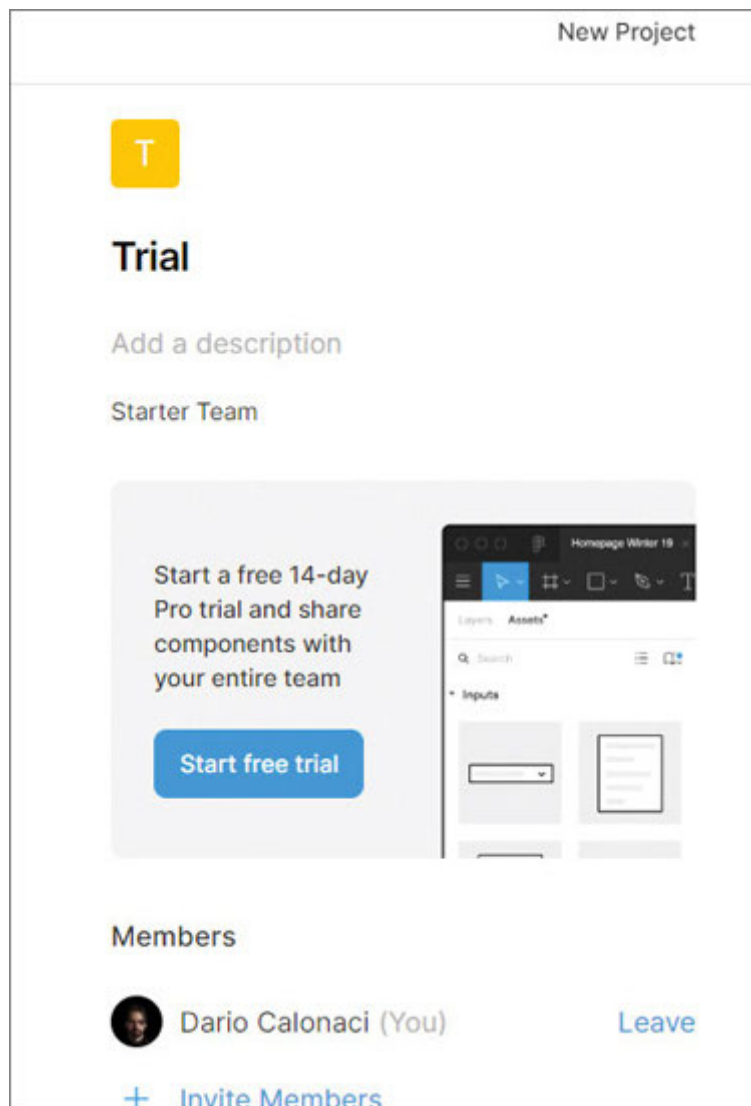 New Project
T
Trial
Add a description
Starter Team
Start a free 14-day
Pro trial and share
components with
your entire team
Start free trial
Homepage Winter 19
T
Layers Assets
Search
Inputs
Members
Dario Calonaci (You) Leave
+ Invite Members